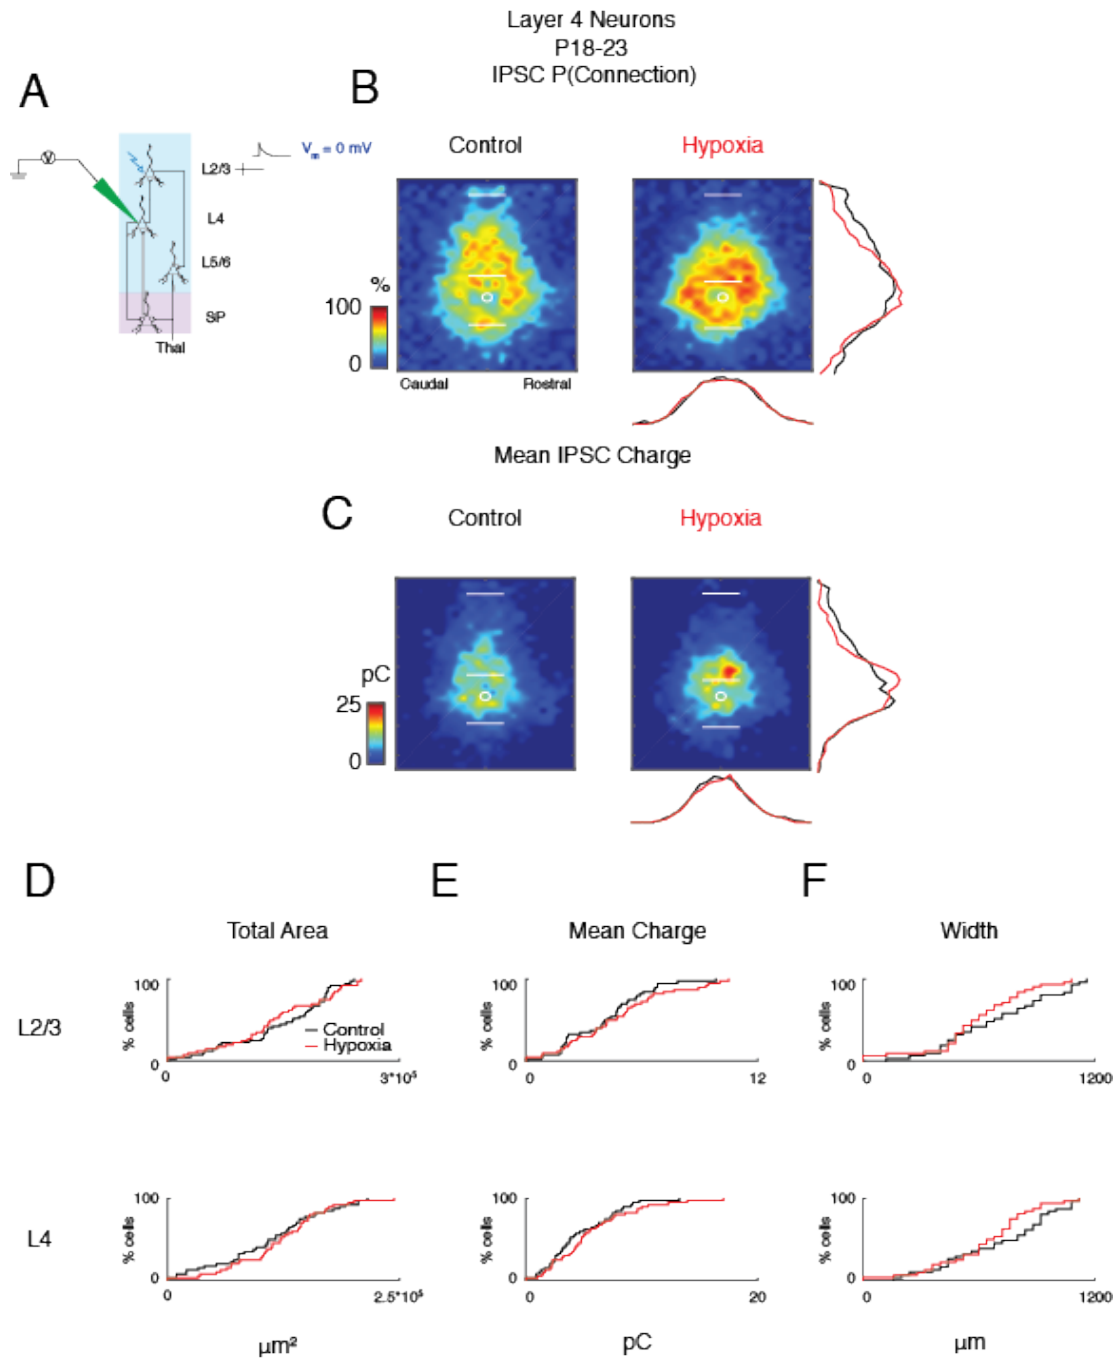 Layer 4 Neurons
P18-23
IPSC P(Connection)
A
V
L2/3
Vm = 0 mV
L4
L5/6
SP
Thal
B
Control
Hypoxia
%
100
0
Caudal
Rostral
Mean IPSC Charge
C
Control
Hypoxia
pC
25
0
D
E
F
Total Area
Mean Charge
Width
L2/3
% cells
100
0
Control
Hypoxia
0
3*10⁵
% cells
100
0
0
12
% cells
100
0
0
1200
L4
% cells
100
0
0
2.5*10⁵
% cells
100
0
0
20
% cells
100
0
0
1200
µm²
pC
µm